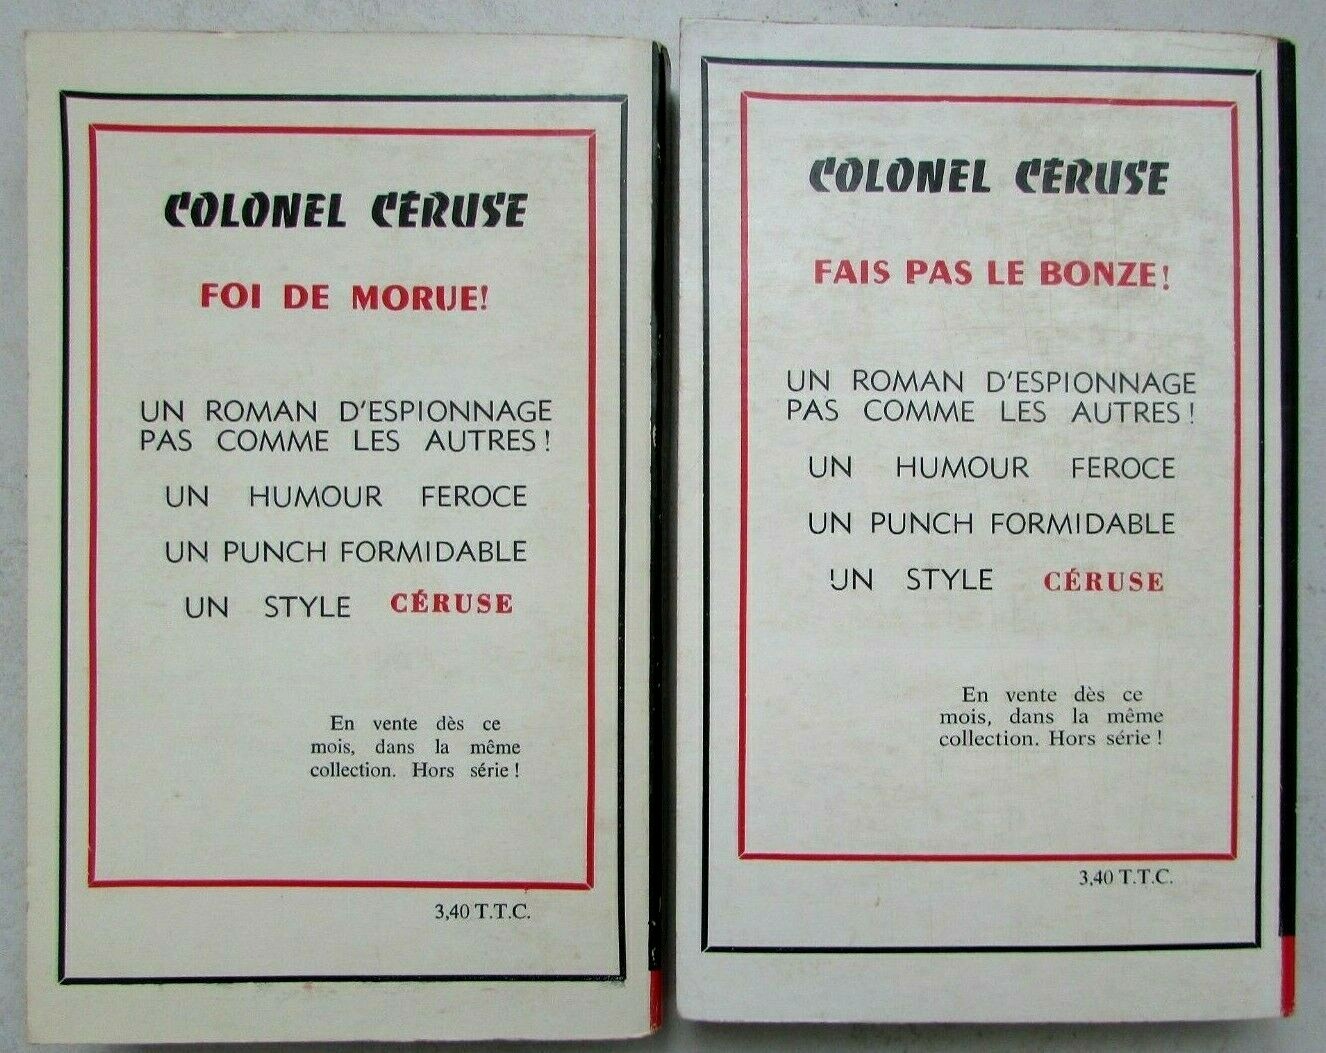 COLONEL CÉRUSE
FOI DE MORUE!
UN ROMAN D'ESPIONNAGE
PAS COMME LES AUTRES !
UN HUMOUR FEROCE
UN PUNCH FORMIDABLE
UN STYLE CÉRUSE
En vente dès ce
mois, dans la même
collection. Hors série !
3,40 T.T.C.
COLONEL CÉRUSE
FAIS PAS LE BONZE!
UN ROMAN D'ESPIONNAGE
PAS COMME LES AUTRES !
UN HUMOUR FEROCE
UN PUNCH FORMIDABLE
UN STYLE CÉRUSE
En vente dès ce
mois, dans la même
collection. Hors série !
3,40 T.T.C.